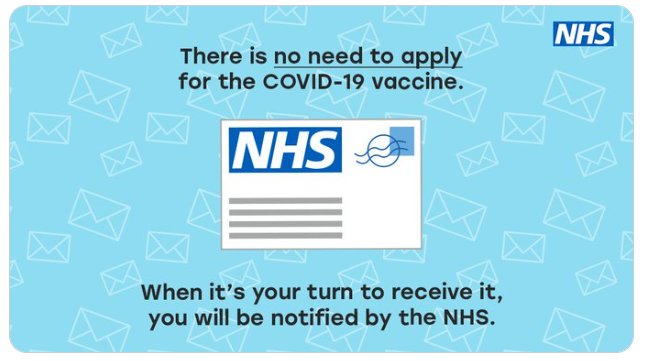 NHS
There is no need to apply
for the COVID-19 vaccine.
NHS
When it's your turn to receive it,
you will be notified by the NHS.